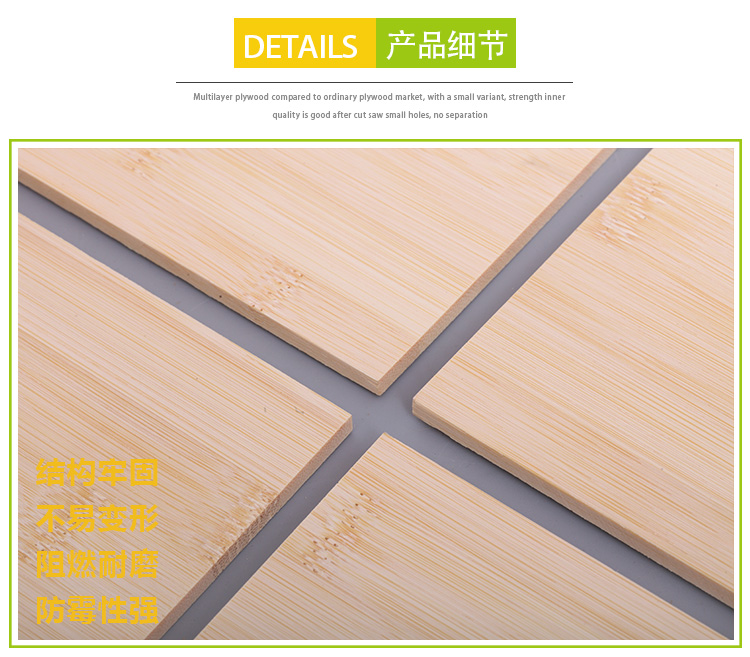 DETAILS 产品细节
Multilayer plywood compared to ordinary plywood market, with a small variant, strength inner
quality is good after cut saw small holes, no separation
结构牢固
不易变形
阻燃耐磨
防霉性强